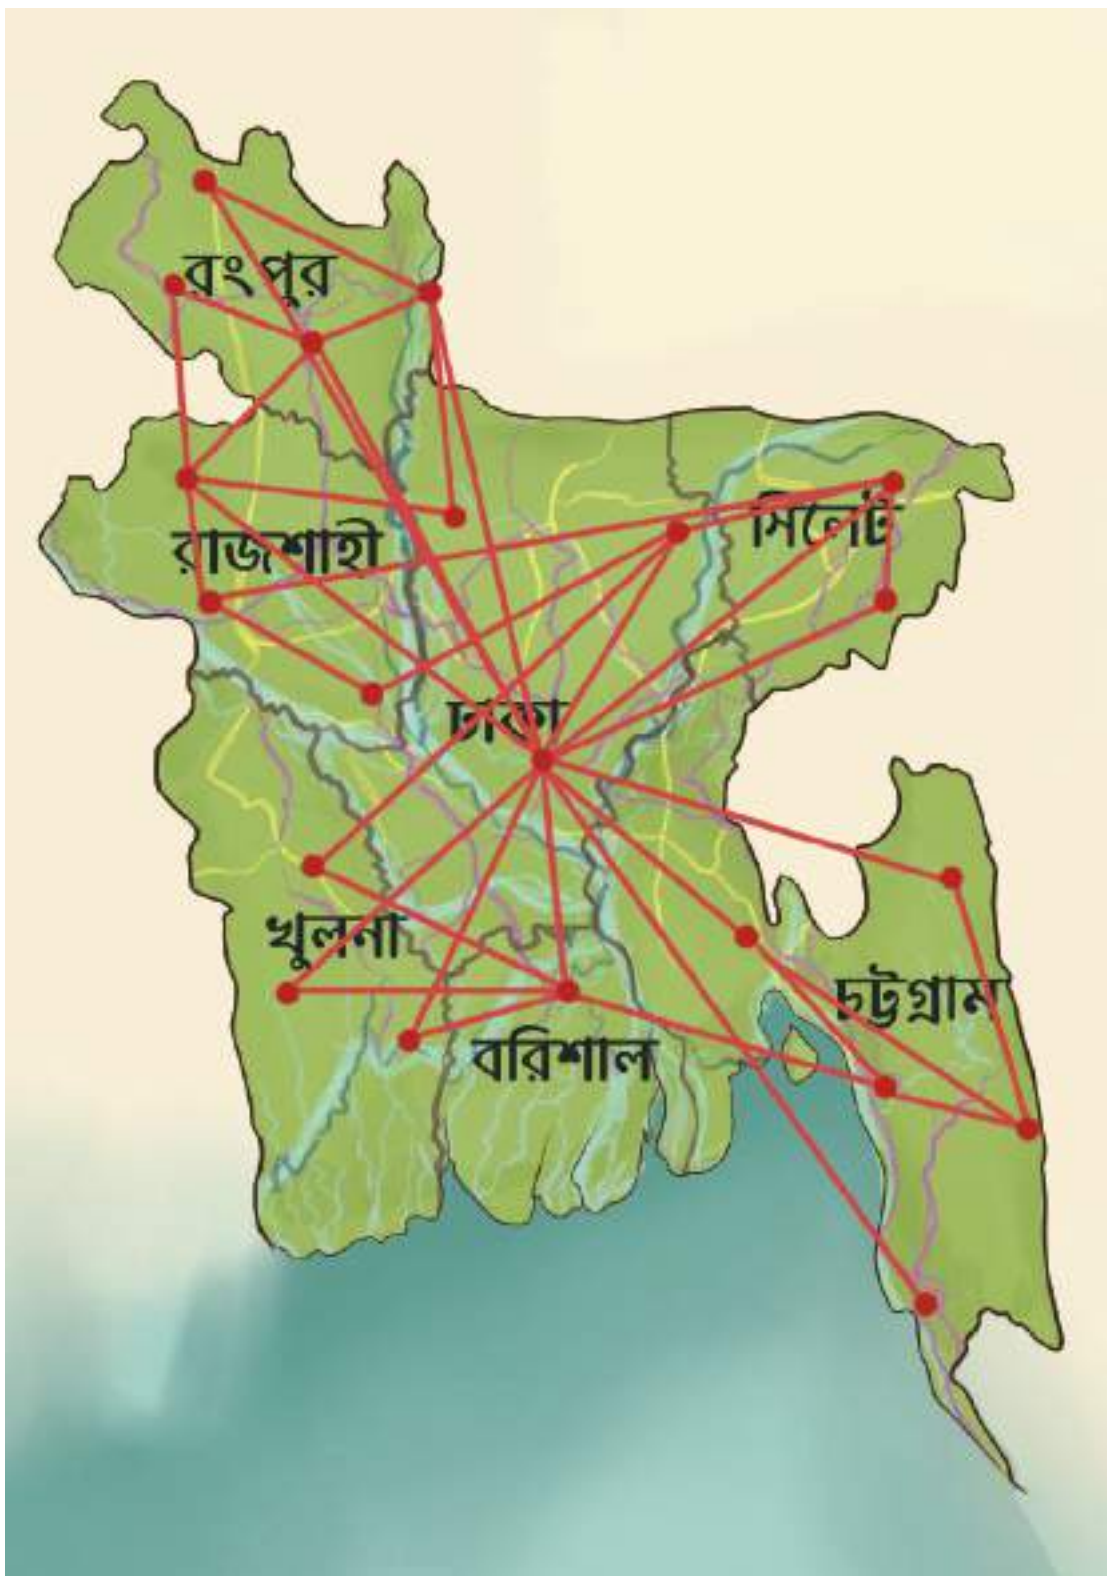 রংপুর
রাজশাহী
সিলেট
ঢাকা
খুলনা
চট্টগ্রাম
বরিশাল